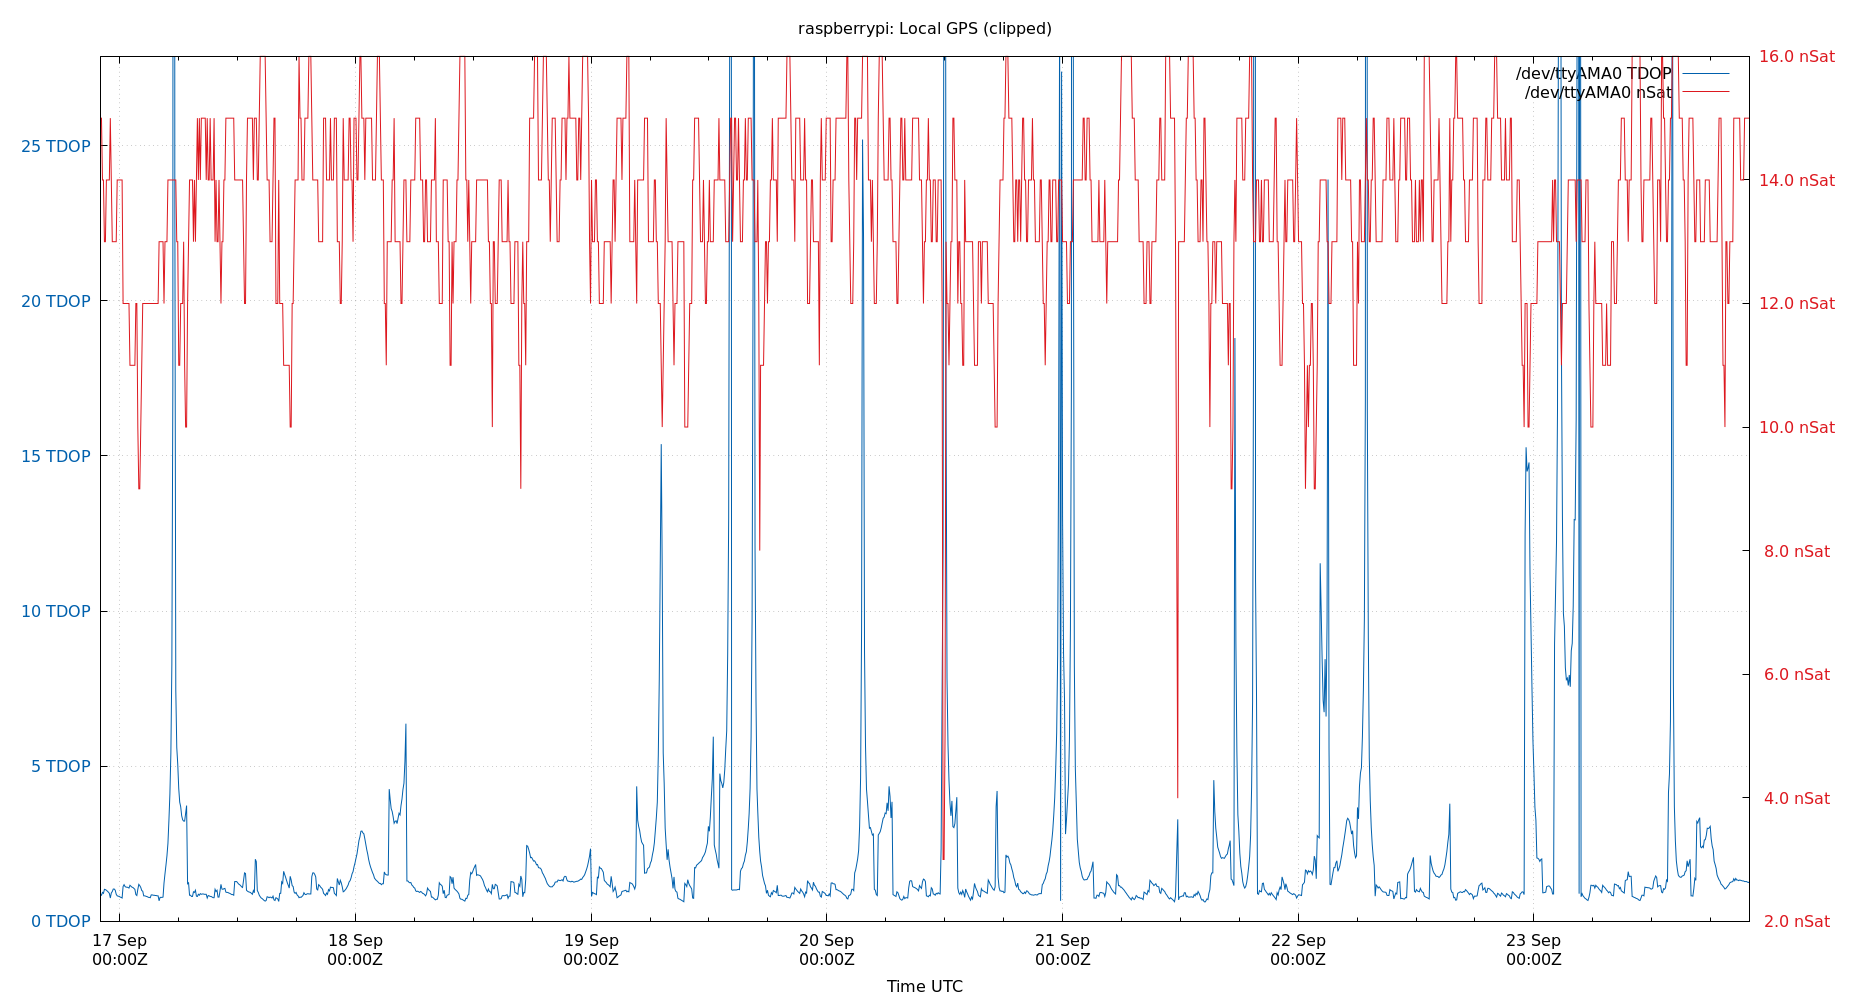 raspberrypi: Local GPS (clipped)
/dev/ttyAMA0 TDOP
/dev/ttyAMA0 nSat
25 TDOP
20 TDOP
15 TDOP
10 TDOP
5 TDOP
0 TDOP
16.0 nSat
14.0 nSat
12.0 nSat
10.0 nSat
8.0 nSat
6.0 nSat
4.0 nSat
2.0 nSat
17 Sep 18 Sep 19 Sep 20 Sep 21 Sep 22 Sep 23 Sep
00:00Z 00:00Z 00:00Z 00:00Z 00:00Z 00:00Z 00:00Z
Time UTC